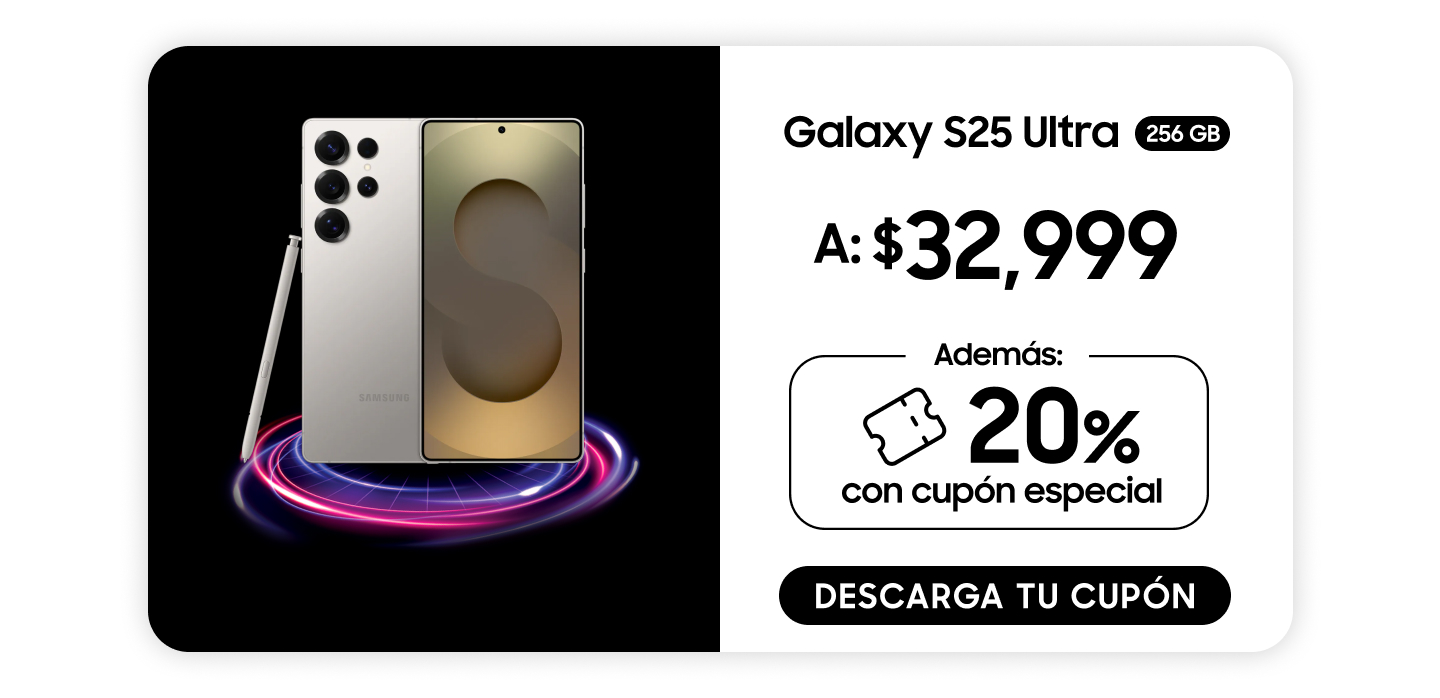 SAMSUNG
Galaxy S25 Ultra 256 GB
A: $32,999
Además:
20%
con cupón especial
DESCARGA TU CUPÓN